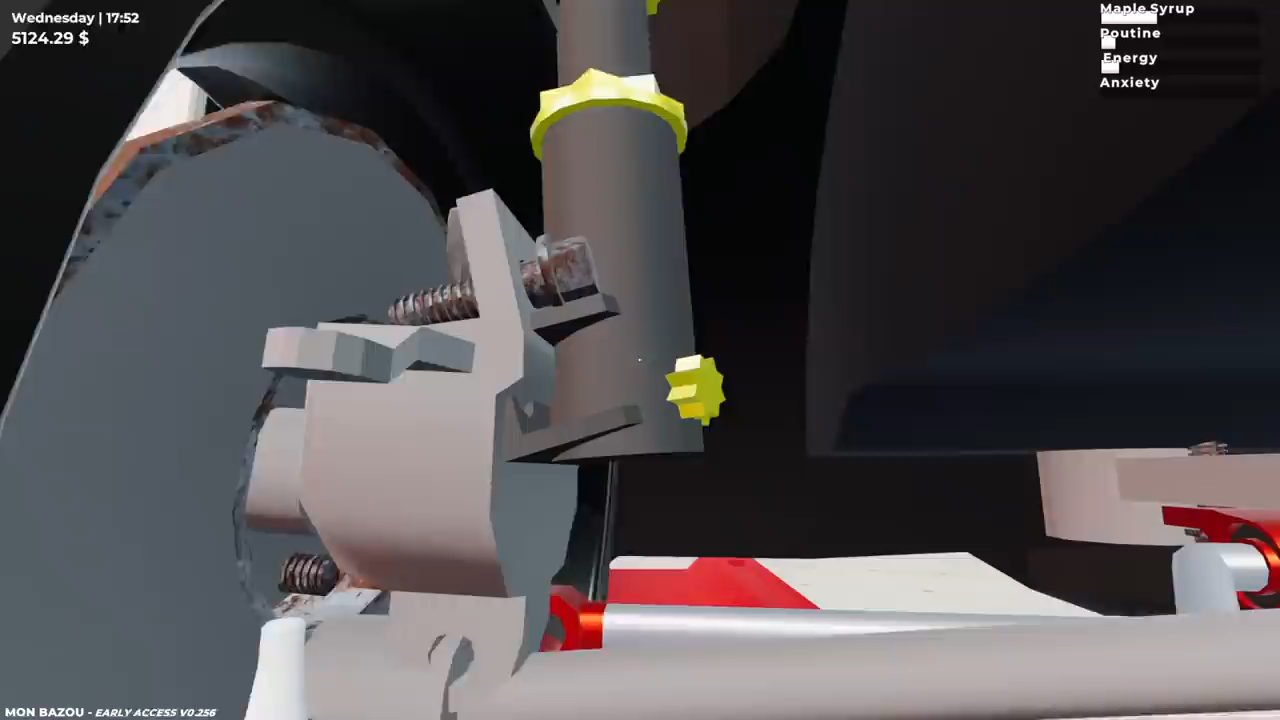 Wednesday | 17:52
5124.29 $
Maple Syrup
Poutine
Energy
Anxiety
MON BAZOU - EARLY ACCESS V0.256